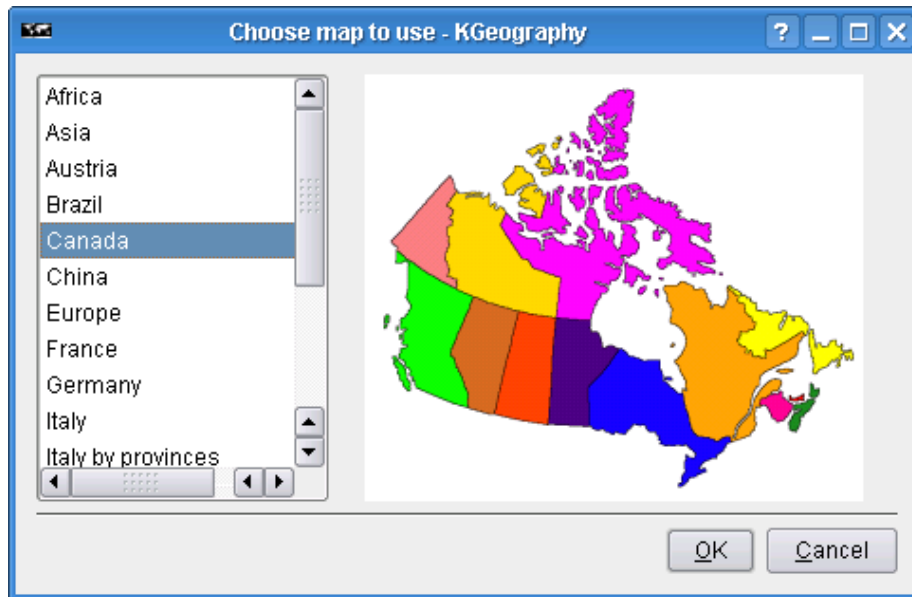 Choose map to use - KGeography
Africa
Asia
Austria
Brazil
Canada
China
Europe
France
Germany
Italy
Italy by provinces
OK
Cancel